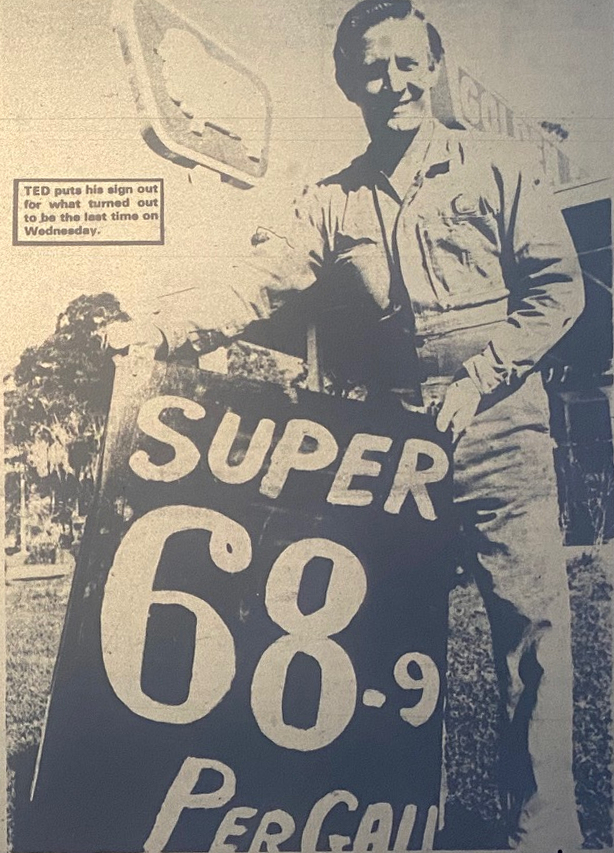 TED puts his sign out
for what turned out
to be the last time on
Wednesday.
SUPER
68.9
PER GALL